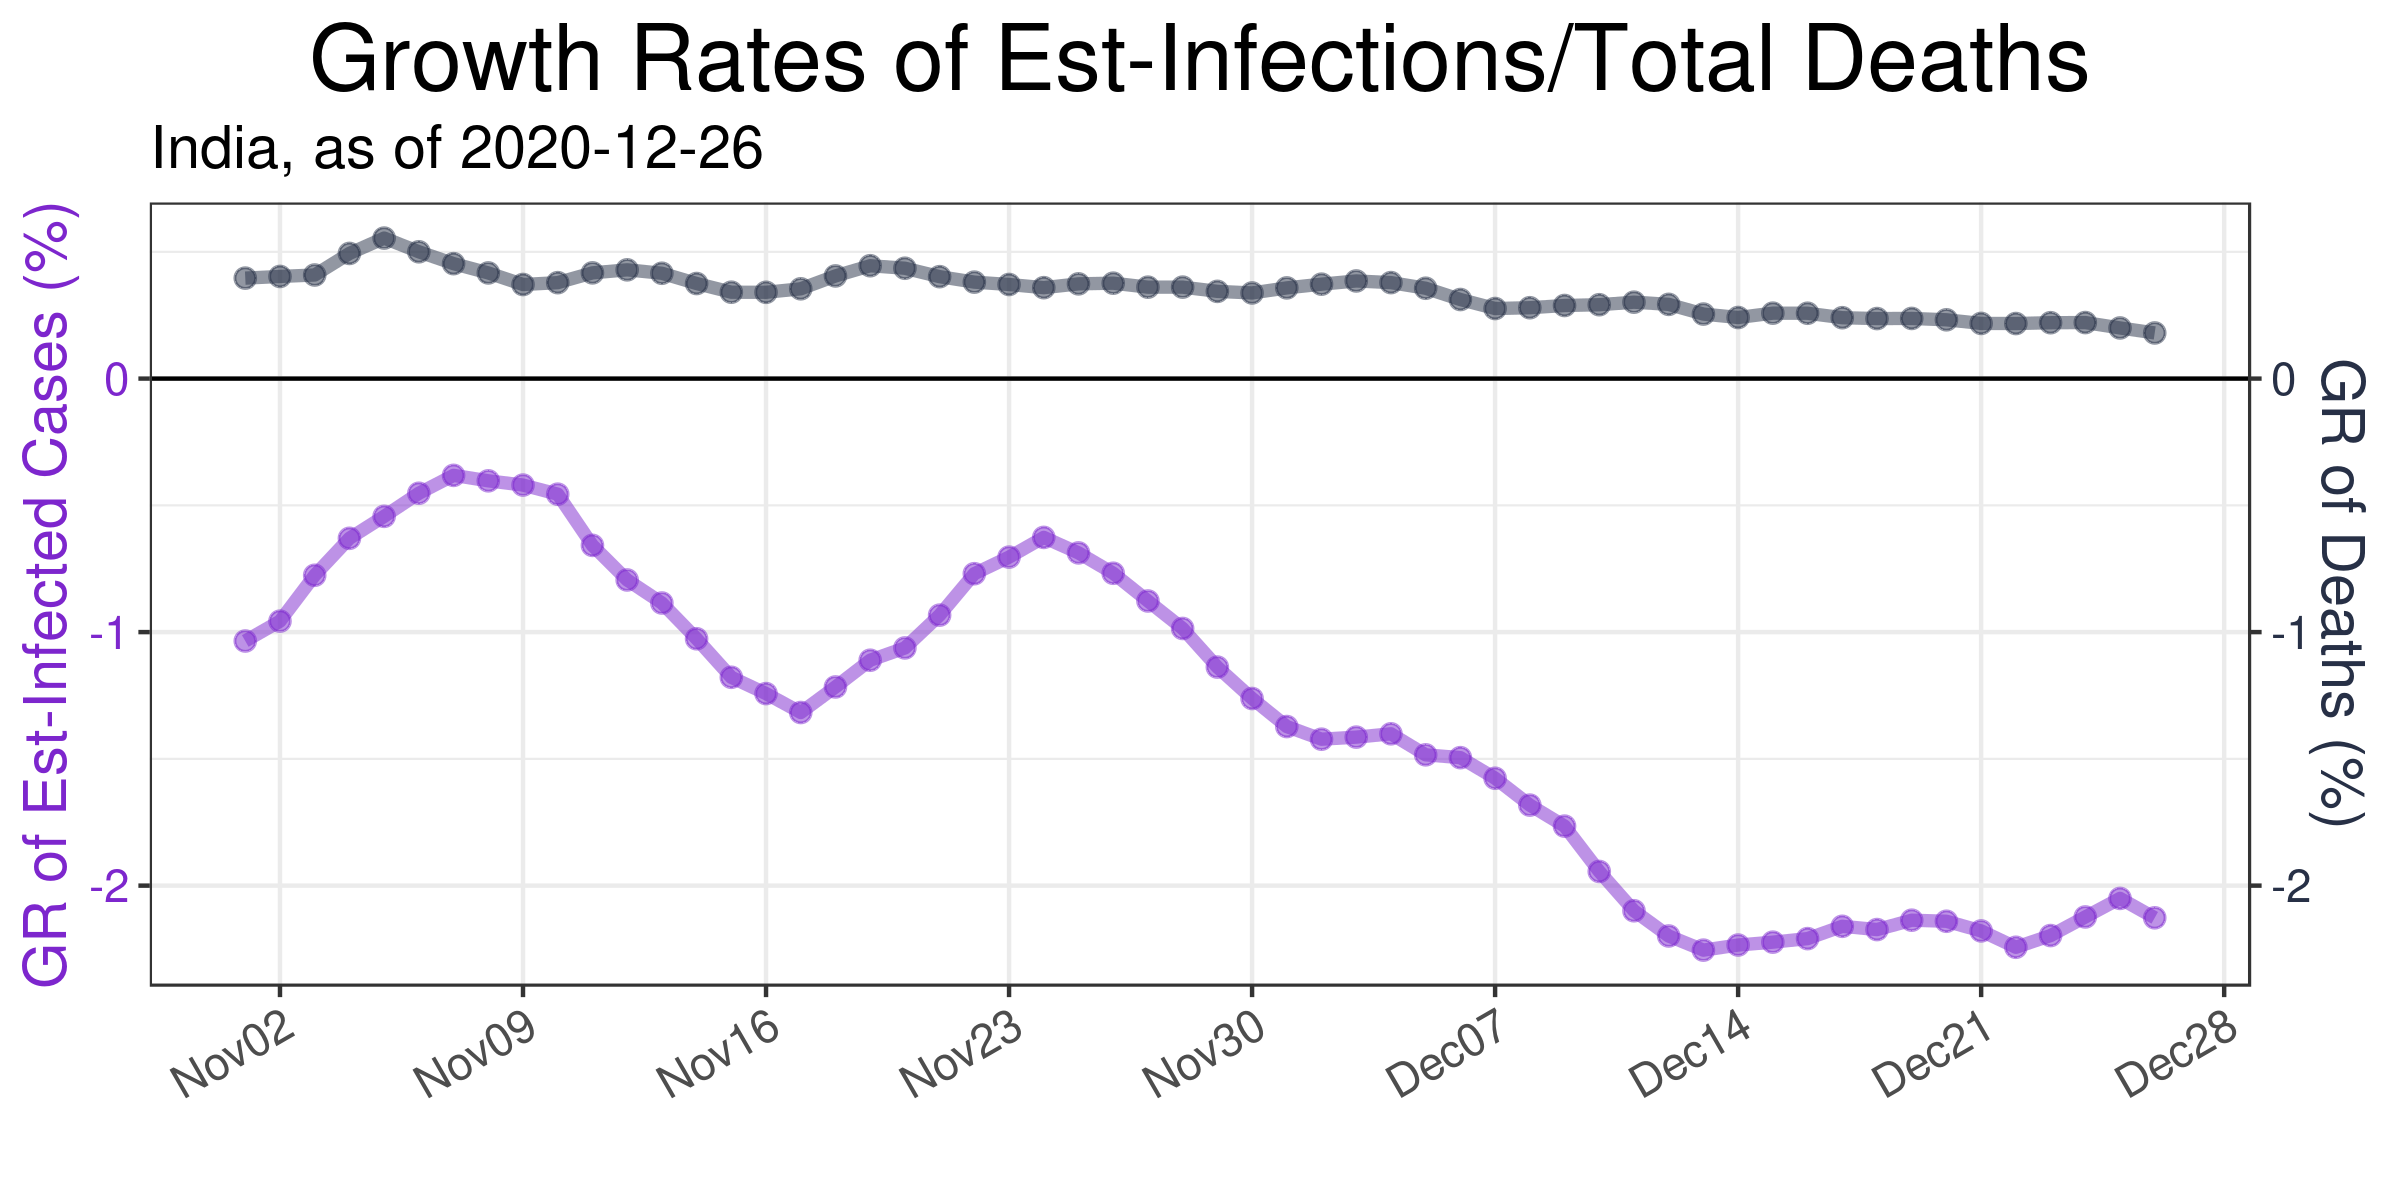 Growth Rates of Est-Infections/Total Deaths
India, as of 2020-12-26
GR of Est-Infected Cases (%)
0
-1
-2
0
-1
-2
GR of Deaths (%)
Nov02 Nov09 Nov16 Nov23 Nov30 Dec07 Dec14 Dec21 Dec28